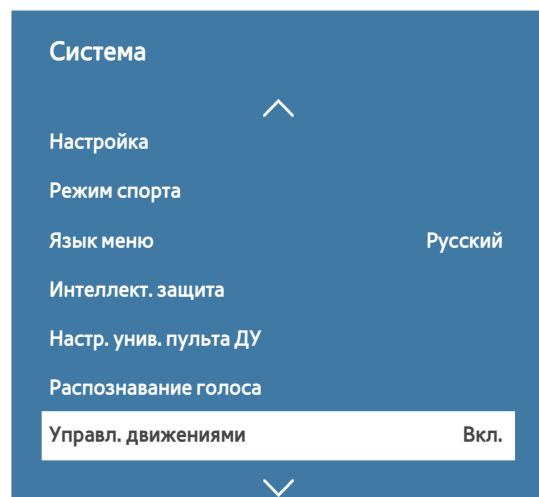 Система
Настройка
Режим спорта
Язык меню Русский
Интеллект. защита
Настр. унив. пульта ДУ
Распознавание голоса
Управл. движениями Вкл.